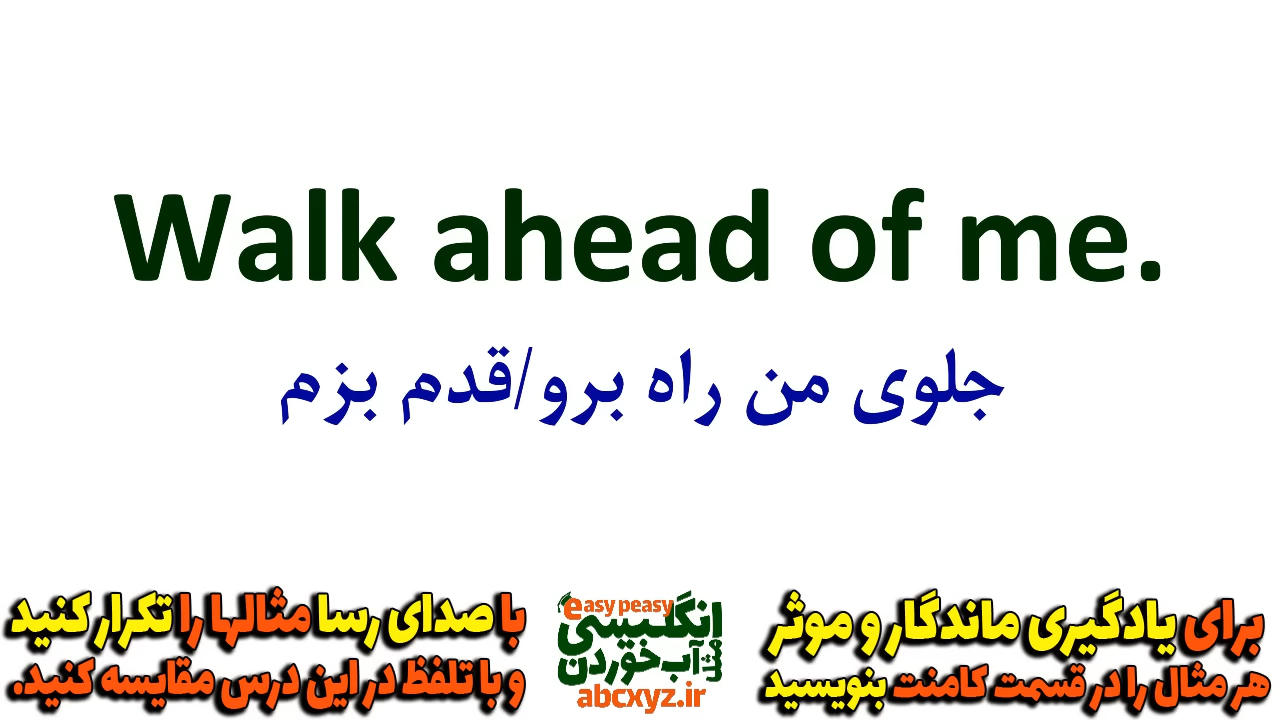 Walk ahead of me.
جلوی من راه برو/قدم بزم
برای یادگیری ماندگار و موثر
هر مثال را در قسمت کامنت بنویسید
easy peasy
انگلیسی
مثل آب خوردن
abcxyz.ir
با صدای رسا مثالها را تکرار کنید
و با تلفظ در این درس مقایسه کنید.